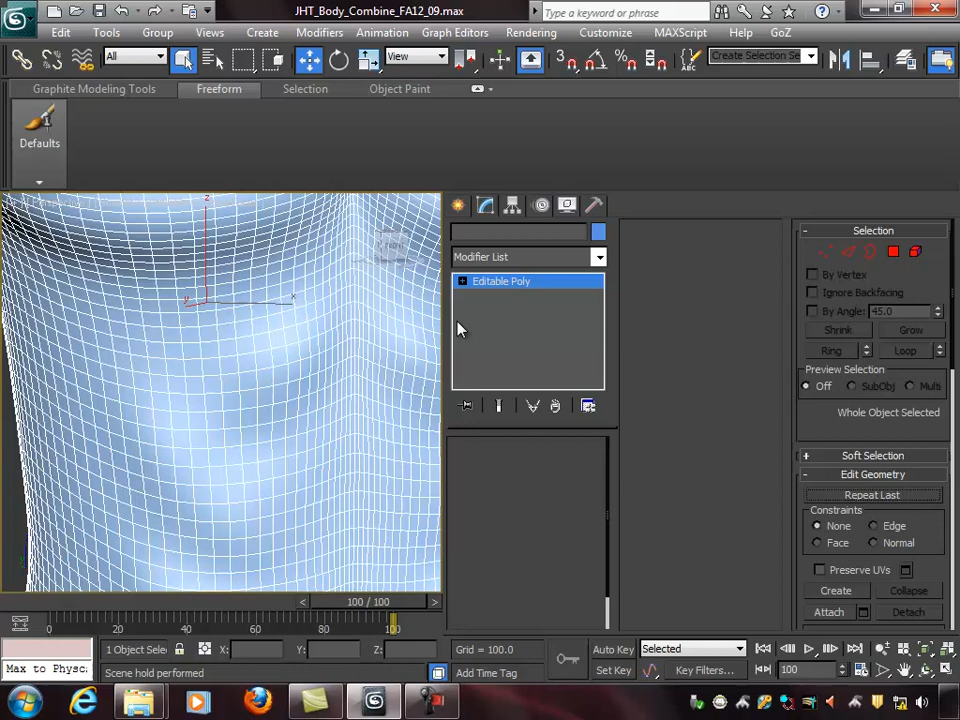 JHT_Body_Combine_FA12_09.max
Type a keyword or phrase
Edit Tools Group Views Create Modifiers Animation Graph Editors Rendering Customize MAXScript Help GoZ
All View Create Selection Se
Graphite Modeling Tools Freeform Selection Object Paint
Defaults
z
x
y
Modifier List
Editable Poly
Selection
By Vertex
Ignore Backfacing
By Angle: 45.0
Shrink Grow
Ring Loop
Preview Selection
Off SubObj Multi
Whole Object Selected
Soft Selection
Edit Geometry
Repeat Last
Constraints
None Edge
Face Normal
Preserve UVs
Create Collapse
Attach Detach
100 / 100
0 20 40 60 80 100
1 Object Selec X: Y: Z: Grid = 100.0 Auto Key Selected
Max to Physca Scene hold performed Add Time Tag Set Key Key Filters... 100